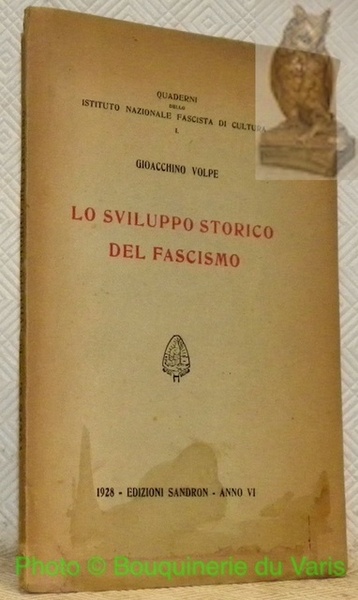 QUADERNI
DELLO
ISTITUTO NAZIONALE FASCISTA DI CULTURA
I.
GIOACCHINO VOLPE
LO SVILUPPO STORICO
DEL FASCISMO
1928 - EDIZIONI SANDRON - ANNO VI
Photo © Bouquinerie du Varis